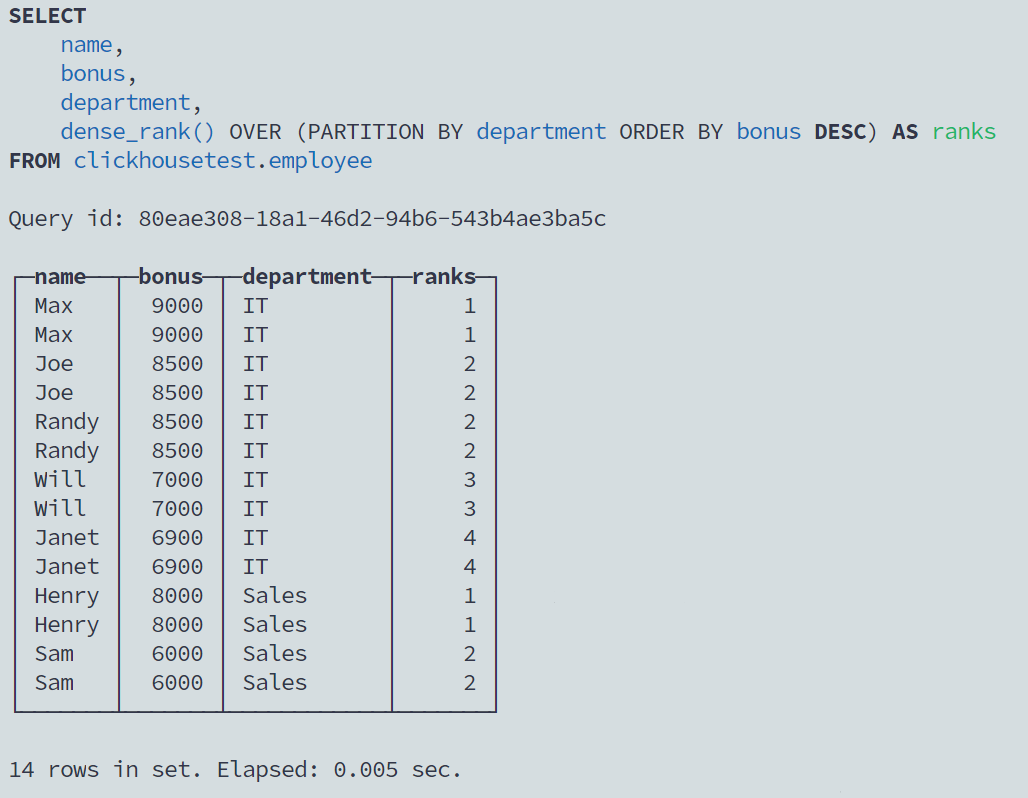 SELECT
    name,
    bonus,
    department,
    dense_rank() OVER (PARTITION BY department ORDER BY bonus DESC) AS ranks
FROM clickhousetest.employee
Query id: 80eae308-18a1-46d2-94b6-543b4ae3ba5c
name bonus department ranks
Max 9000 IT 1
Max 9000 IT 1
Joe 8500 IT 2
Joe 8500 IT 2
Randy 8500 IT 2
Randy 8500 IT 2
Will 7000 IT 3
Will 7000 IT 3
Janet 6900 IT 4
Janet 6900 IT 4
Henry 8000 Sales 1
Henry 8000 Sales 1
Sam 6000 Sales 2
Sam 6000 Sales 2
14 rows in set. Elapsed: 0.005 sec.